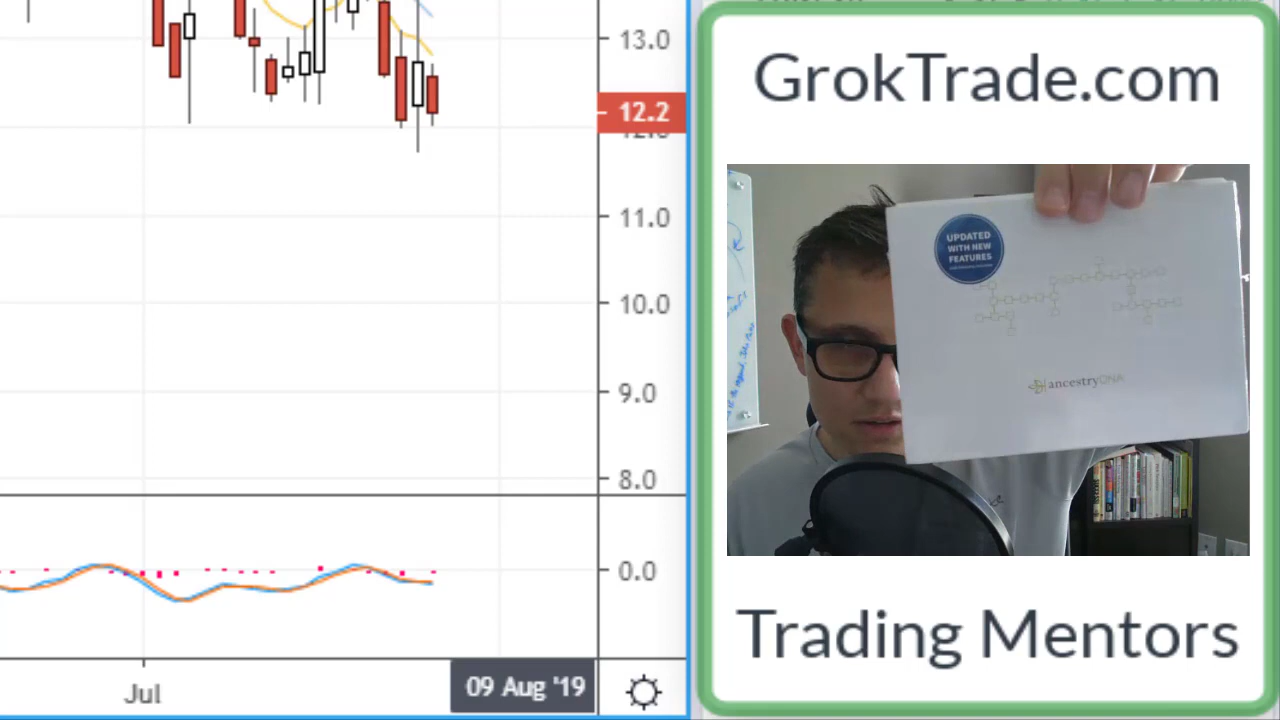 13.0
12.2
11.0
10.0
9.0
8.0
0.0
Jul
09 Aug '19
GrokTrade.com
UPDATED
WITH NEW
FEATURES
ancestryDNA
Trading Mentors